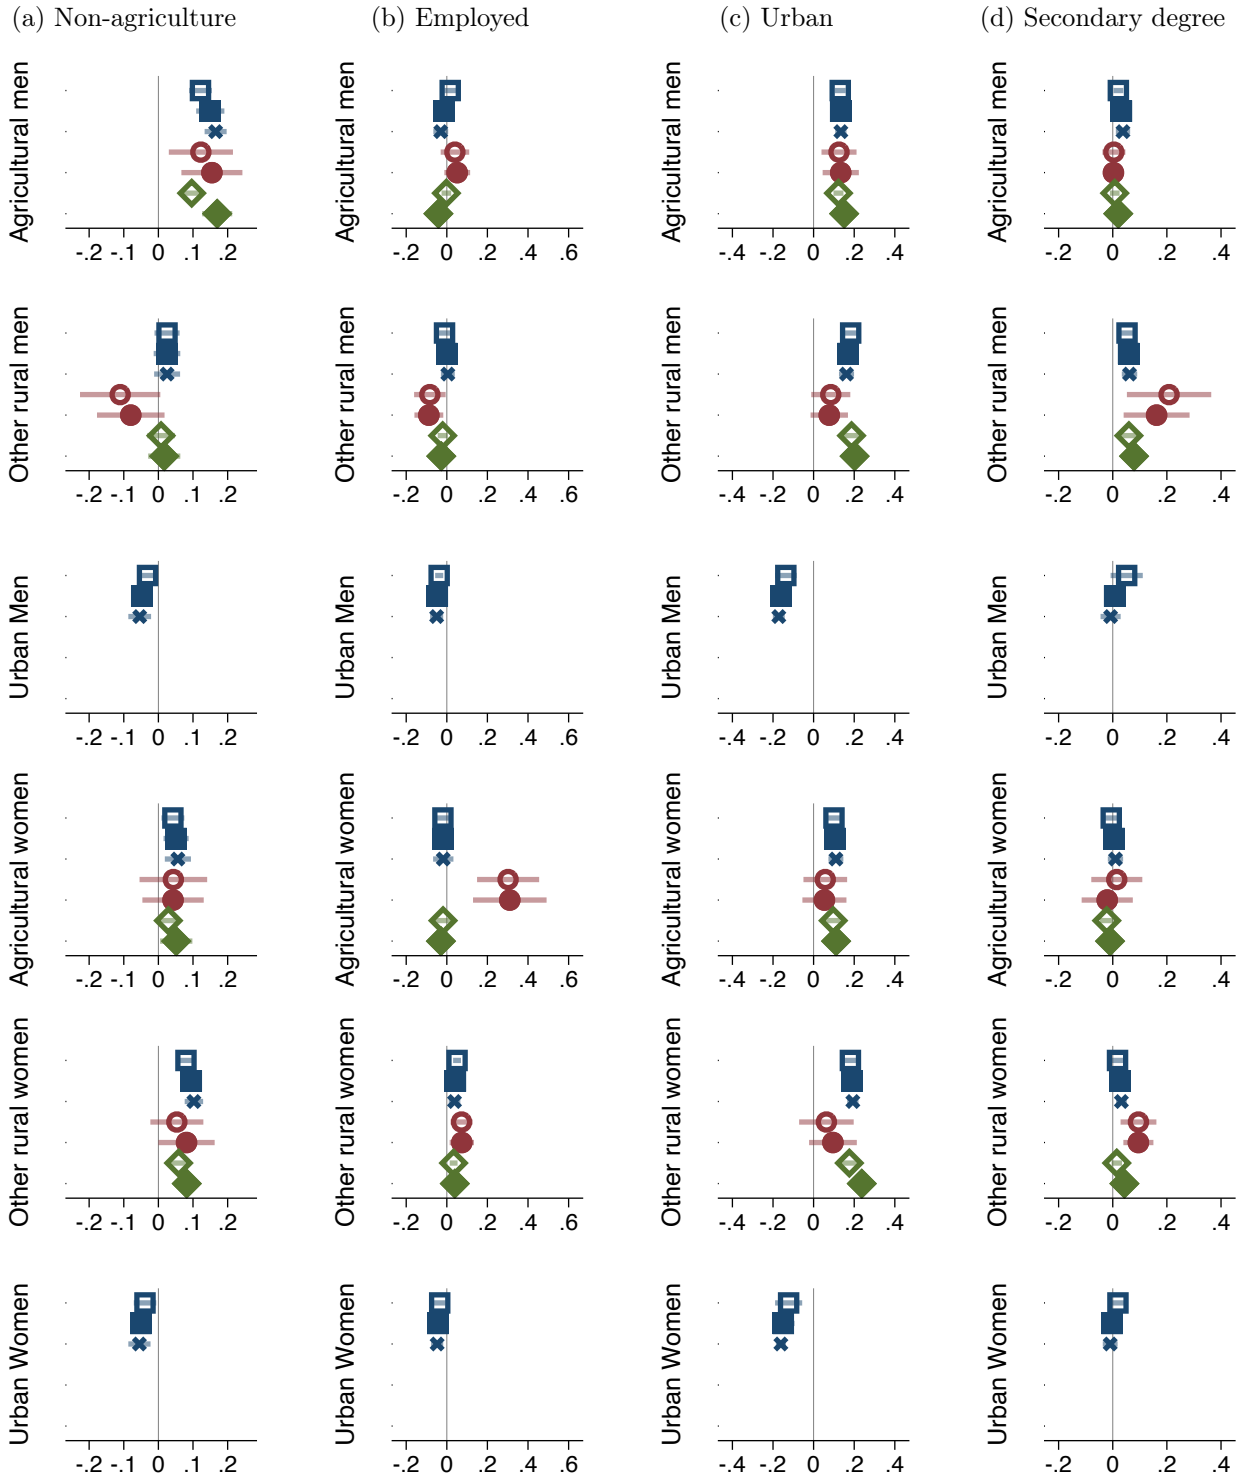 (a) Non-agriculture (b) Employed (c) Urban (d) Secondary degree
Agricultural men Agricultural men Agricultural men Agricultural men
-.2 -.1 0 .1 .2 -.2 0 .2 .4 .6 -.4 -.2 0 .2 .4 -.2 0 .2 .4
Other rural men Other rural men Other rural men Other rural men
-.2 -.1 0 .1 .2 -.2 0 .2 .4 .6 -.4 -.2 0 .2 .4 -.2 0 .2 .4
Urban Men Urban Men Urban Men Urban Men
-.2 -.1 0 .1 .2 -.2 0 .2 .4 .6 -.4 -.2 0 .2 .4 -.2 0 .2 .4
Agricultural women Agricultural women Agricultural women Agricultural women
-.2 -.1 0 .1 .2 -.2 0 .2 .4 .6 -.4 -.2 0 .2 .4 -.2 0 .2 .4
Other rural women Other rural women Other rural women Other rural women
-.2 -.1 0 .1 .2 -.2 0 .2 .4 .6 -.4 -.2 0 .2 .4 -.2 0 .2 .4
Urban Women Urban Women Urban Women Urban Women
-.2 -.1 0 .1 .2 -.2 0 .2 .4 .6 -.4 -.2 0 .2 .4 -.2 0 .2 .4